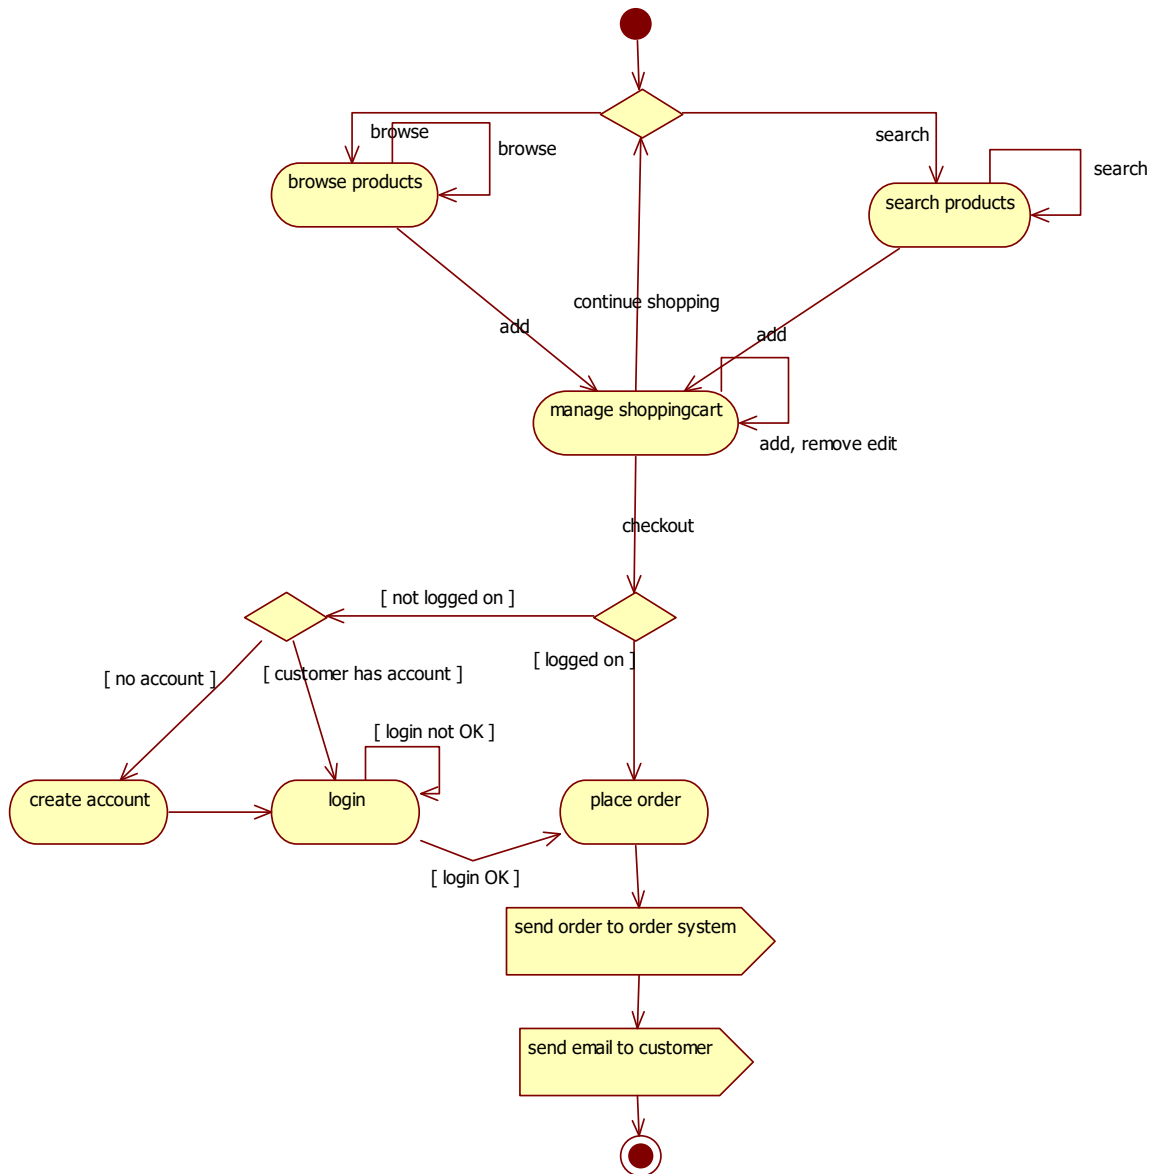 browse
browse
search
search
browse products
search products
continue shopping
add
add
manage shoppingcart
add, remove edit
checkout
[ not logged on ]
[ logged on ]
[ no account ]
[ customer has account ]
[ login not OK ]
create account
login
place order
[ login OK ]
send order to order system
send email to customer